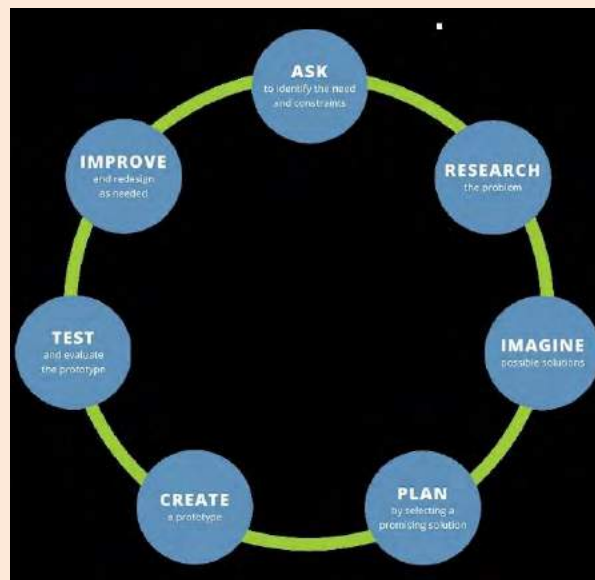 ASK
to identify the need
and constraints
RESEARCH
the problem
IMAGINE
possible solutions
PLAN
by selecting a
promising solution
CREATE
a prototype
TEST
and evaluate
the prototype
IMPROVE
and redesign
as needed